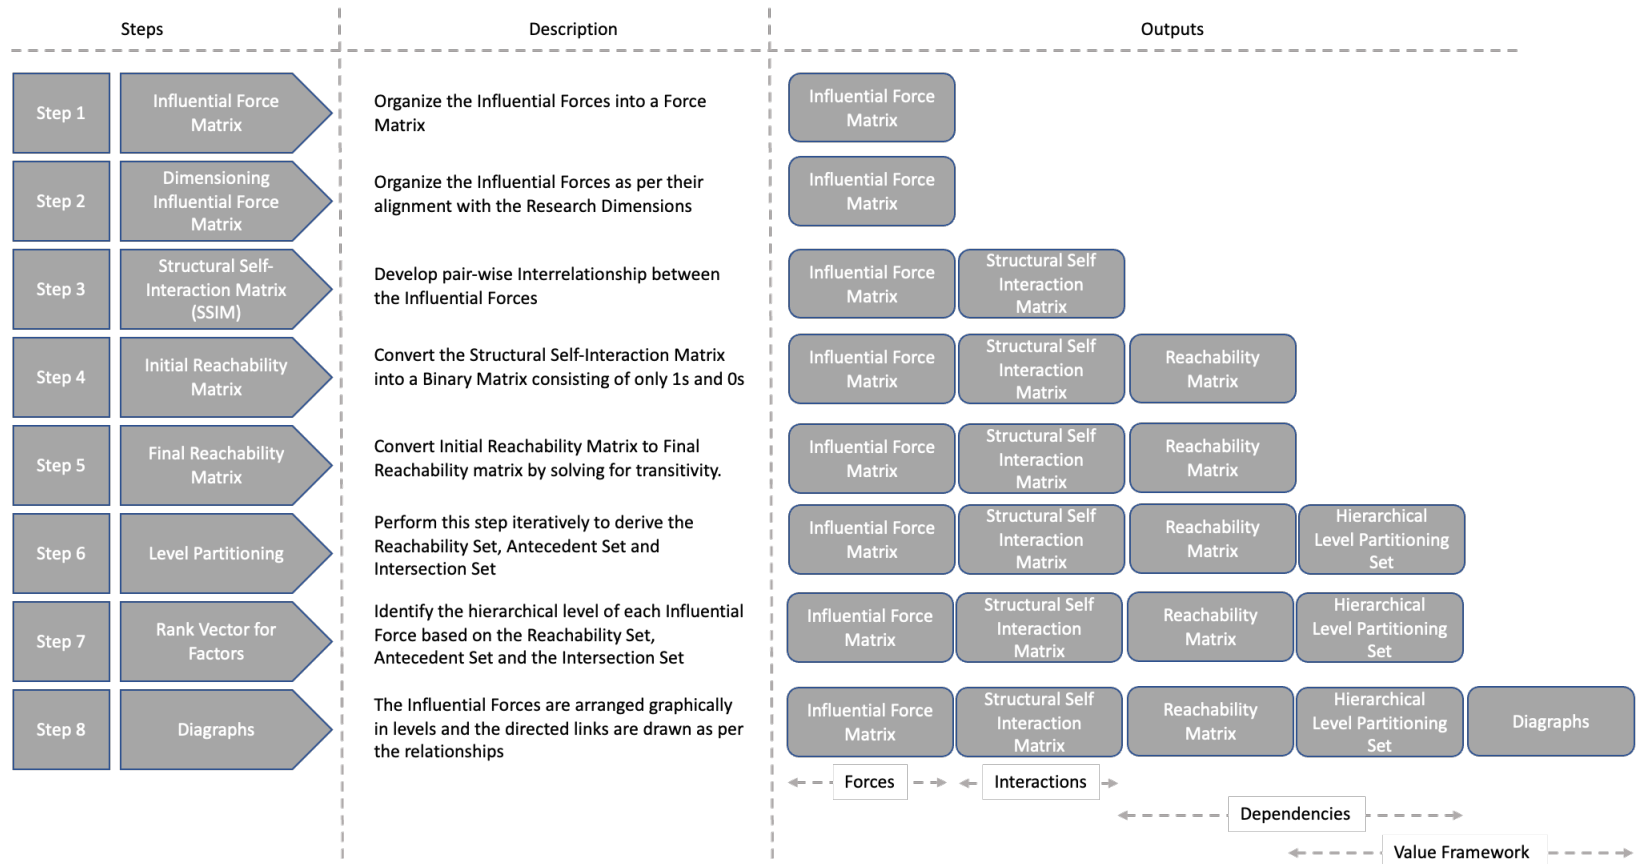 Steps
Description
Outputs
Step 1
Influential Force
Matrix
Organize the Influential Forces into a Force
Matrix
Influential Force
Matrix
Step 2
Dimensioning
Influential Force
Matrix
Organize the Influential Forces as per their
alignment with the Research Dimensions
Influential Force
Matrix
Step 3
Structural Self-
Interaction Matrix
(SSIM)
Develop pair-wise Interrelationship between
the Influential Forces
Influential Force
Matrix
Structural Self
Interaction
Matrix
Step 4
Initial Reachability
Matrix
Convert the Structural Self-Interaction Matrix
into a Binary Matrix consisting of only 1s and 0s
Influential Force
Matrix
Structural Self
Interaction
Matrix
Reachability
Matrix
Step 5
Final Reachability
Matrix
Convert Initial Reachability Matrix to Final
Reachability matrix by solving for transitivity.
Influential Force
Matrix
Structural Self
Interaction
Matrix
Reachability
Matrix
Step 6
Level Partitioning
Perform this step iteratively to derive the
Reachability Set, Antecedent Set and
Intersection Set
Influential Force
Matrix
Structural Self
Interaction
Matrix
Reachability
Matrix
Hierarchical
Level Partitioning
Set
Step 7
Rank Vector for
Factors
Identify the hierarchical level of each Influential
Force based on the Reachability Set,
Antecedent Set and the Intersection Set
Influential Force
Matrix
Structural Self
Interaction
Matrix
Reachability
Matrix
Hierarchical
Level Partitioning
Set
Step 8
Diagraphs
The Influential Forces are arranged graphically
in levels and the directed links are drawn as per
the relationships
Influential Force
Matrix
Structural Self
Interaction
Matrix
Reachability
Matrix
Hierarchical
Level Partitioning
Set
Diagraphs
Forces
Interactions
Dependencies
Value Framework